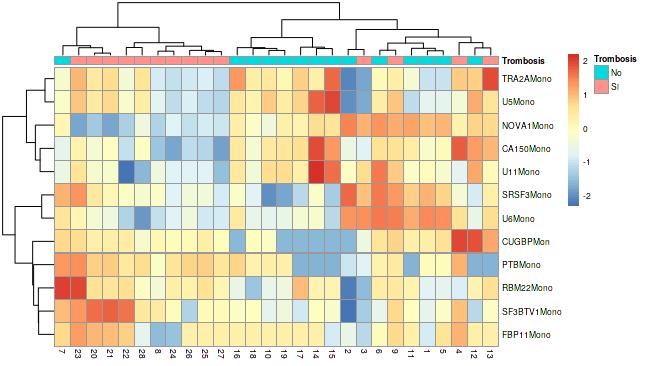 Trombosis
Trombosis
No
SI
2
1
0
-1
-2
TRA2AMono
U5Mono
NOVA1Mono
CA150Mono
U11Mono
SRSF3Mono
U6Mono
CUGBPMon
PTBMono
RBM22Mono
SF3BTV1Mono
FBP11Mono
7 23 20 21 22 28 8 24 26 25 27 16 18 10 19 17 14 15 2 3 6 9 11 1 5 4 12 13